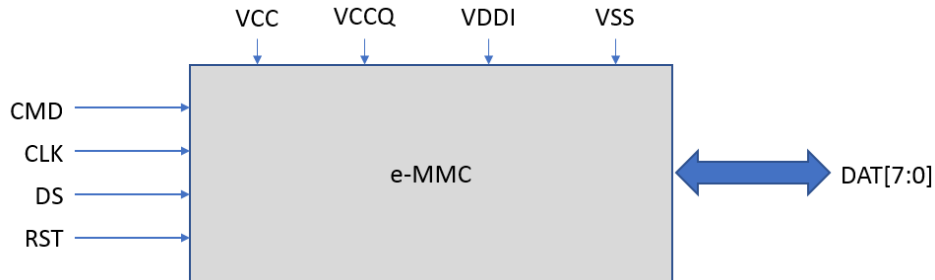 VCC VCCQ VDDI VSS
CMD
CLK
DS
RST
e-MMC
DAT[7:0]